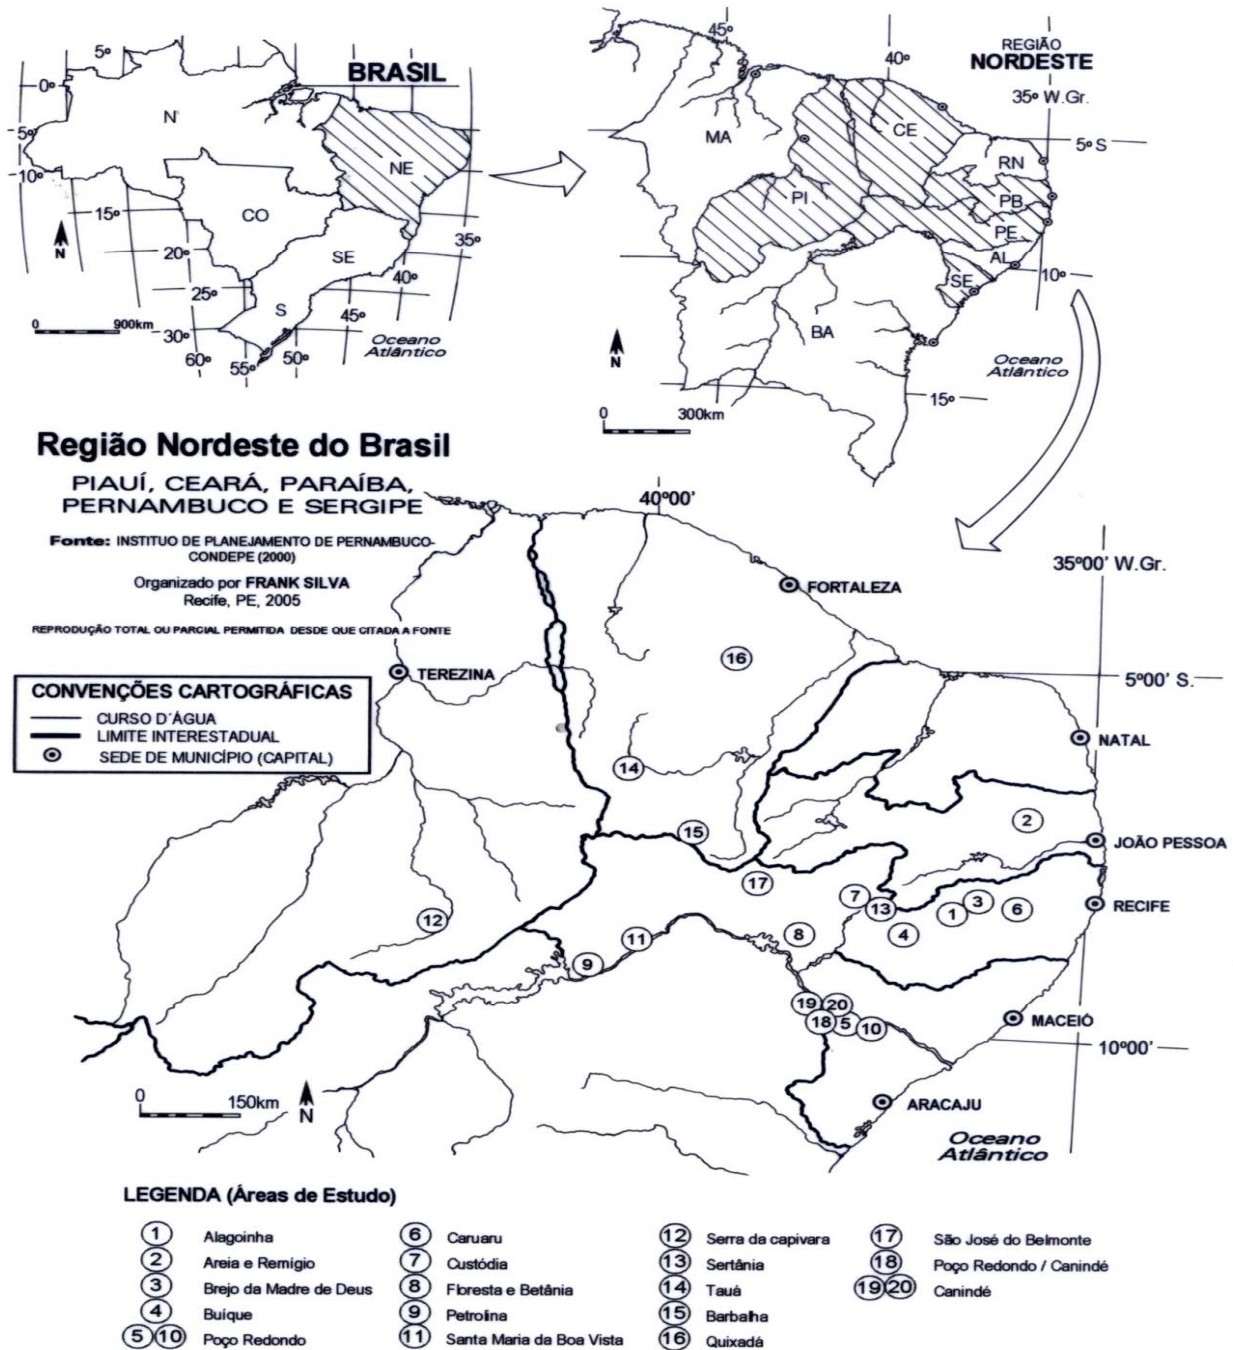 BRASIL
5º
0º
5º
10º
15º
20º
25º
30º
60º
55º
50º
45º
40º
35º
N
NE
CO
SE
S
N
0 900km
Oceano
Atlântico
REGIÃO
NORDESTE
45º
40º
35º W.Gr.
5º S
10º
15º
MA
PI
CE
RN
PB
PE
AL
SE
BA
N
0 300km
Oceano
Atlântico
Região Nordeste do Brasil
PIAUÍ, CEARÁ, PARAÍBA,
PERNAMBUCO E SERGIPE
Fonte: INSTITUO DE PLANEJAMENTO DE PERNAMBUCO-
CONDEPE (2000)
Organizado por FRANK SILVA
Recife, PE, 2005
REPRODUÇÃO TOTAL OU PARCIAL PERMITIDA DESDE QUE CITADA A FONTE
CONVENÇÕES CARTOGRÁFICAS
CURSO D´ÁGUA
LIMITE INTERESTADUAL
SEDE DE MUNICÍPIO (CAPITAL)
40º00'
35º00' W.Gr.
5º00' S.
10º00'
FORTALEZA
TEREZINA
NATAL
JOÃO PESSOA
RECIFE
MACEIÓ
ARACAJU
16
14
15
2
17
7
13
1
3
6
4
12
11
9
8
19
20
18
5
10
0 150km
N
Oceano
Atlântico
LEGENDA (Áreas de Estudo)
1 Alagoinha
2 Areia e Remígio
3 Brejo da Madre de Deus
4 Buíque
5 10 Poço Redondo
6 Caruaru
7 Custódia
8 Floresta e Betânia
9 Petrolina
11 Santa Maria da Boa Vista
12 Serra da capivara
13 Sertânia
14 Tauá
15 Barbalha
16 Quixadá
17 São José do Belmonte
18 Poço Redondo / Canindé
19 20 Canindé